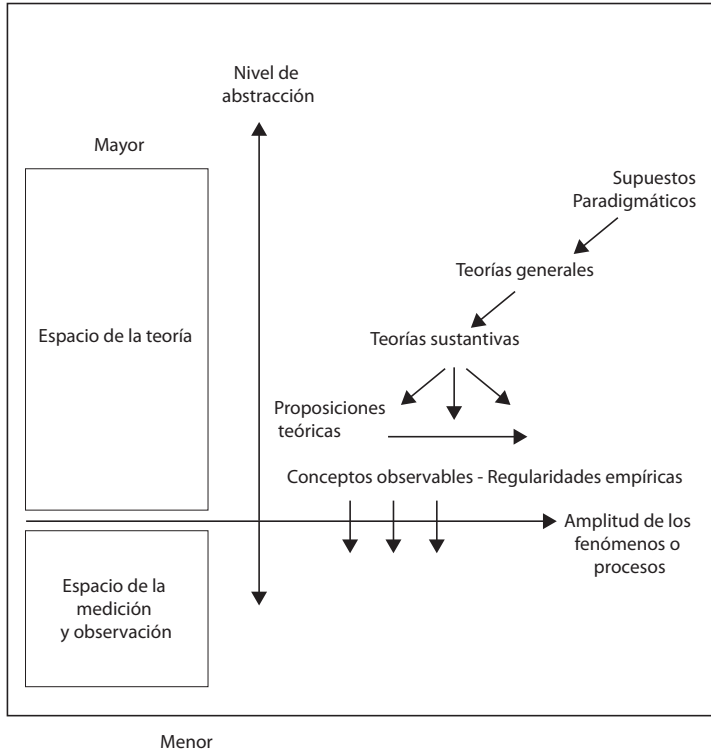 Nivel de
abstracción
Mayor
Supuestos
Paradigmáticos
Teorías generales
Espacio de la teoría
Teorías sustantivas
Proposiciones
teóricas
Conceptos observables - Regularidades empíricas
Amplitud de los
fenómenos o
procesos
Espacio de la
medición
y observación
Menor